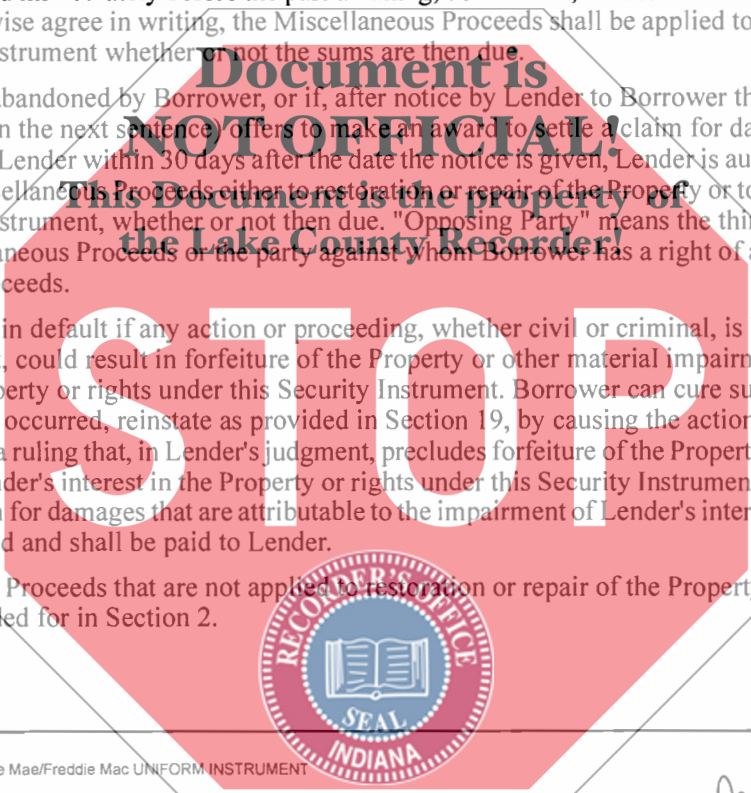 wise agree in writing, the Miscellaneous Proceeds shall be applied to
strument whether or not the sums are then due.
Document is
abandoned by Borrower, or if, after notice by Lender to Borrower th
n the next sentence) offers to make an award to settle a claim for da
NOT OFFICIAL!
Lender within 30 days after the date the notice is given, Lender is au
ellaneous Proceeds either to restoration or repair of the Property or to
This Document is the property of
strument, whether or not then due. "Opposing Party" means the thir
aneous Proceeds or the party against whom Borrower has a right of a
the Lake County Recorder!
ceeds.
in default if any action or proceeding, whether civil or criminal, is
, could result in forfeiture of the Property or other material impairm
perty or rights under this Security Instrument. Borrower can cure su
occurred, reinstate as provided in Section 19, by causing the action
a ruling that, in Lender's judgment, precludes forfeiture of the Propert
nder's interest in the Property or rights under this Security Instrumen
n for damages that are attributable to the impairment of Lender's inter
d and shall be paid to Lender.
STOP
Proceeds that are not applied to restoration or repair of the Property
led for in Section 2.
RECORDER'S OFFICE
SEAL
INDIANA
e Mae/Freddie Mac UNIFORM INSTRUMENT